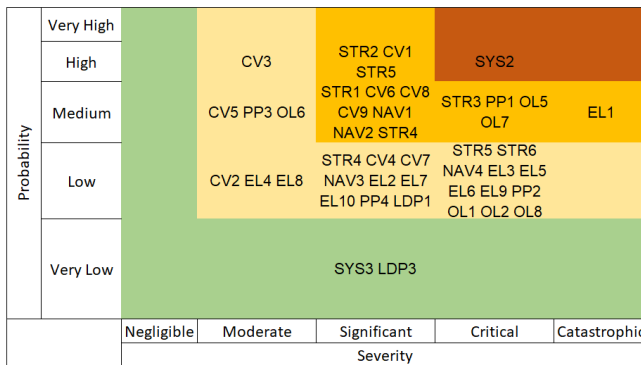 Very High
High
CV3
STR2 CV1
STR5
SYS2
Probability
Medium
CV5 PP3 OL6
STR1 CV6 CV8
CV9 NAV1
NAV2 STR4
STR3 PP1 OL5
OL7
EL1
Low
CV2 EL4 EL8
STR4 CV4 CV7
NAV3 EL2 EL7
EL10 PP4 LDP1
STR5 STR6
NAV4 EL3 EL5
EL6 EL9 PP2
OL1 OL2 OL8
Very Low
SYS3 LDP3
Negligible Moderate Significant Critical Catastrophic
Severity